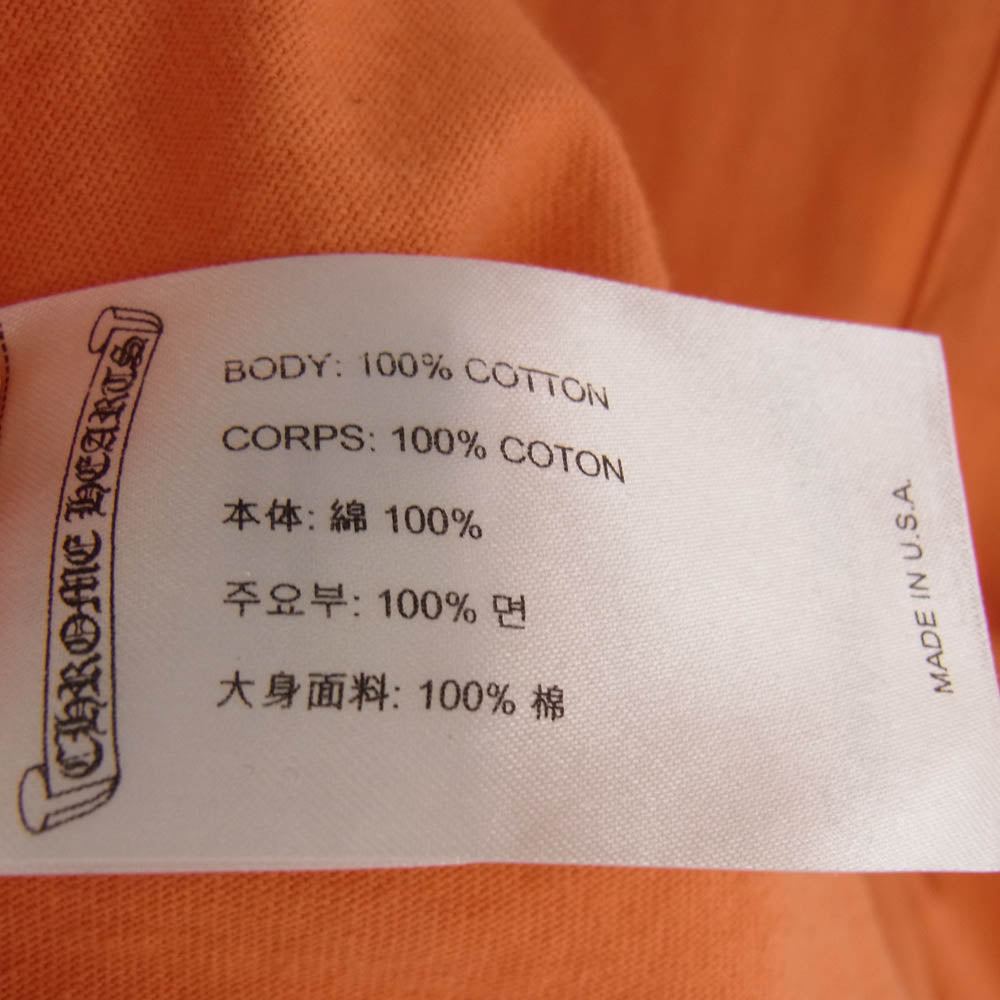 CHROME HEARTS
BODY: 100% COTTON
CORPS: 100% COTON
本体: 綿 100%
주요부: 100% 면
大身面料: 100% 棉
MADE IN U.S.A.